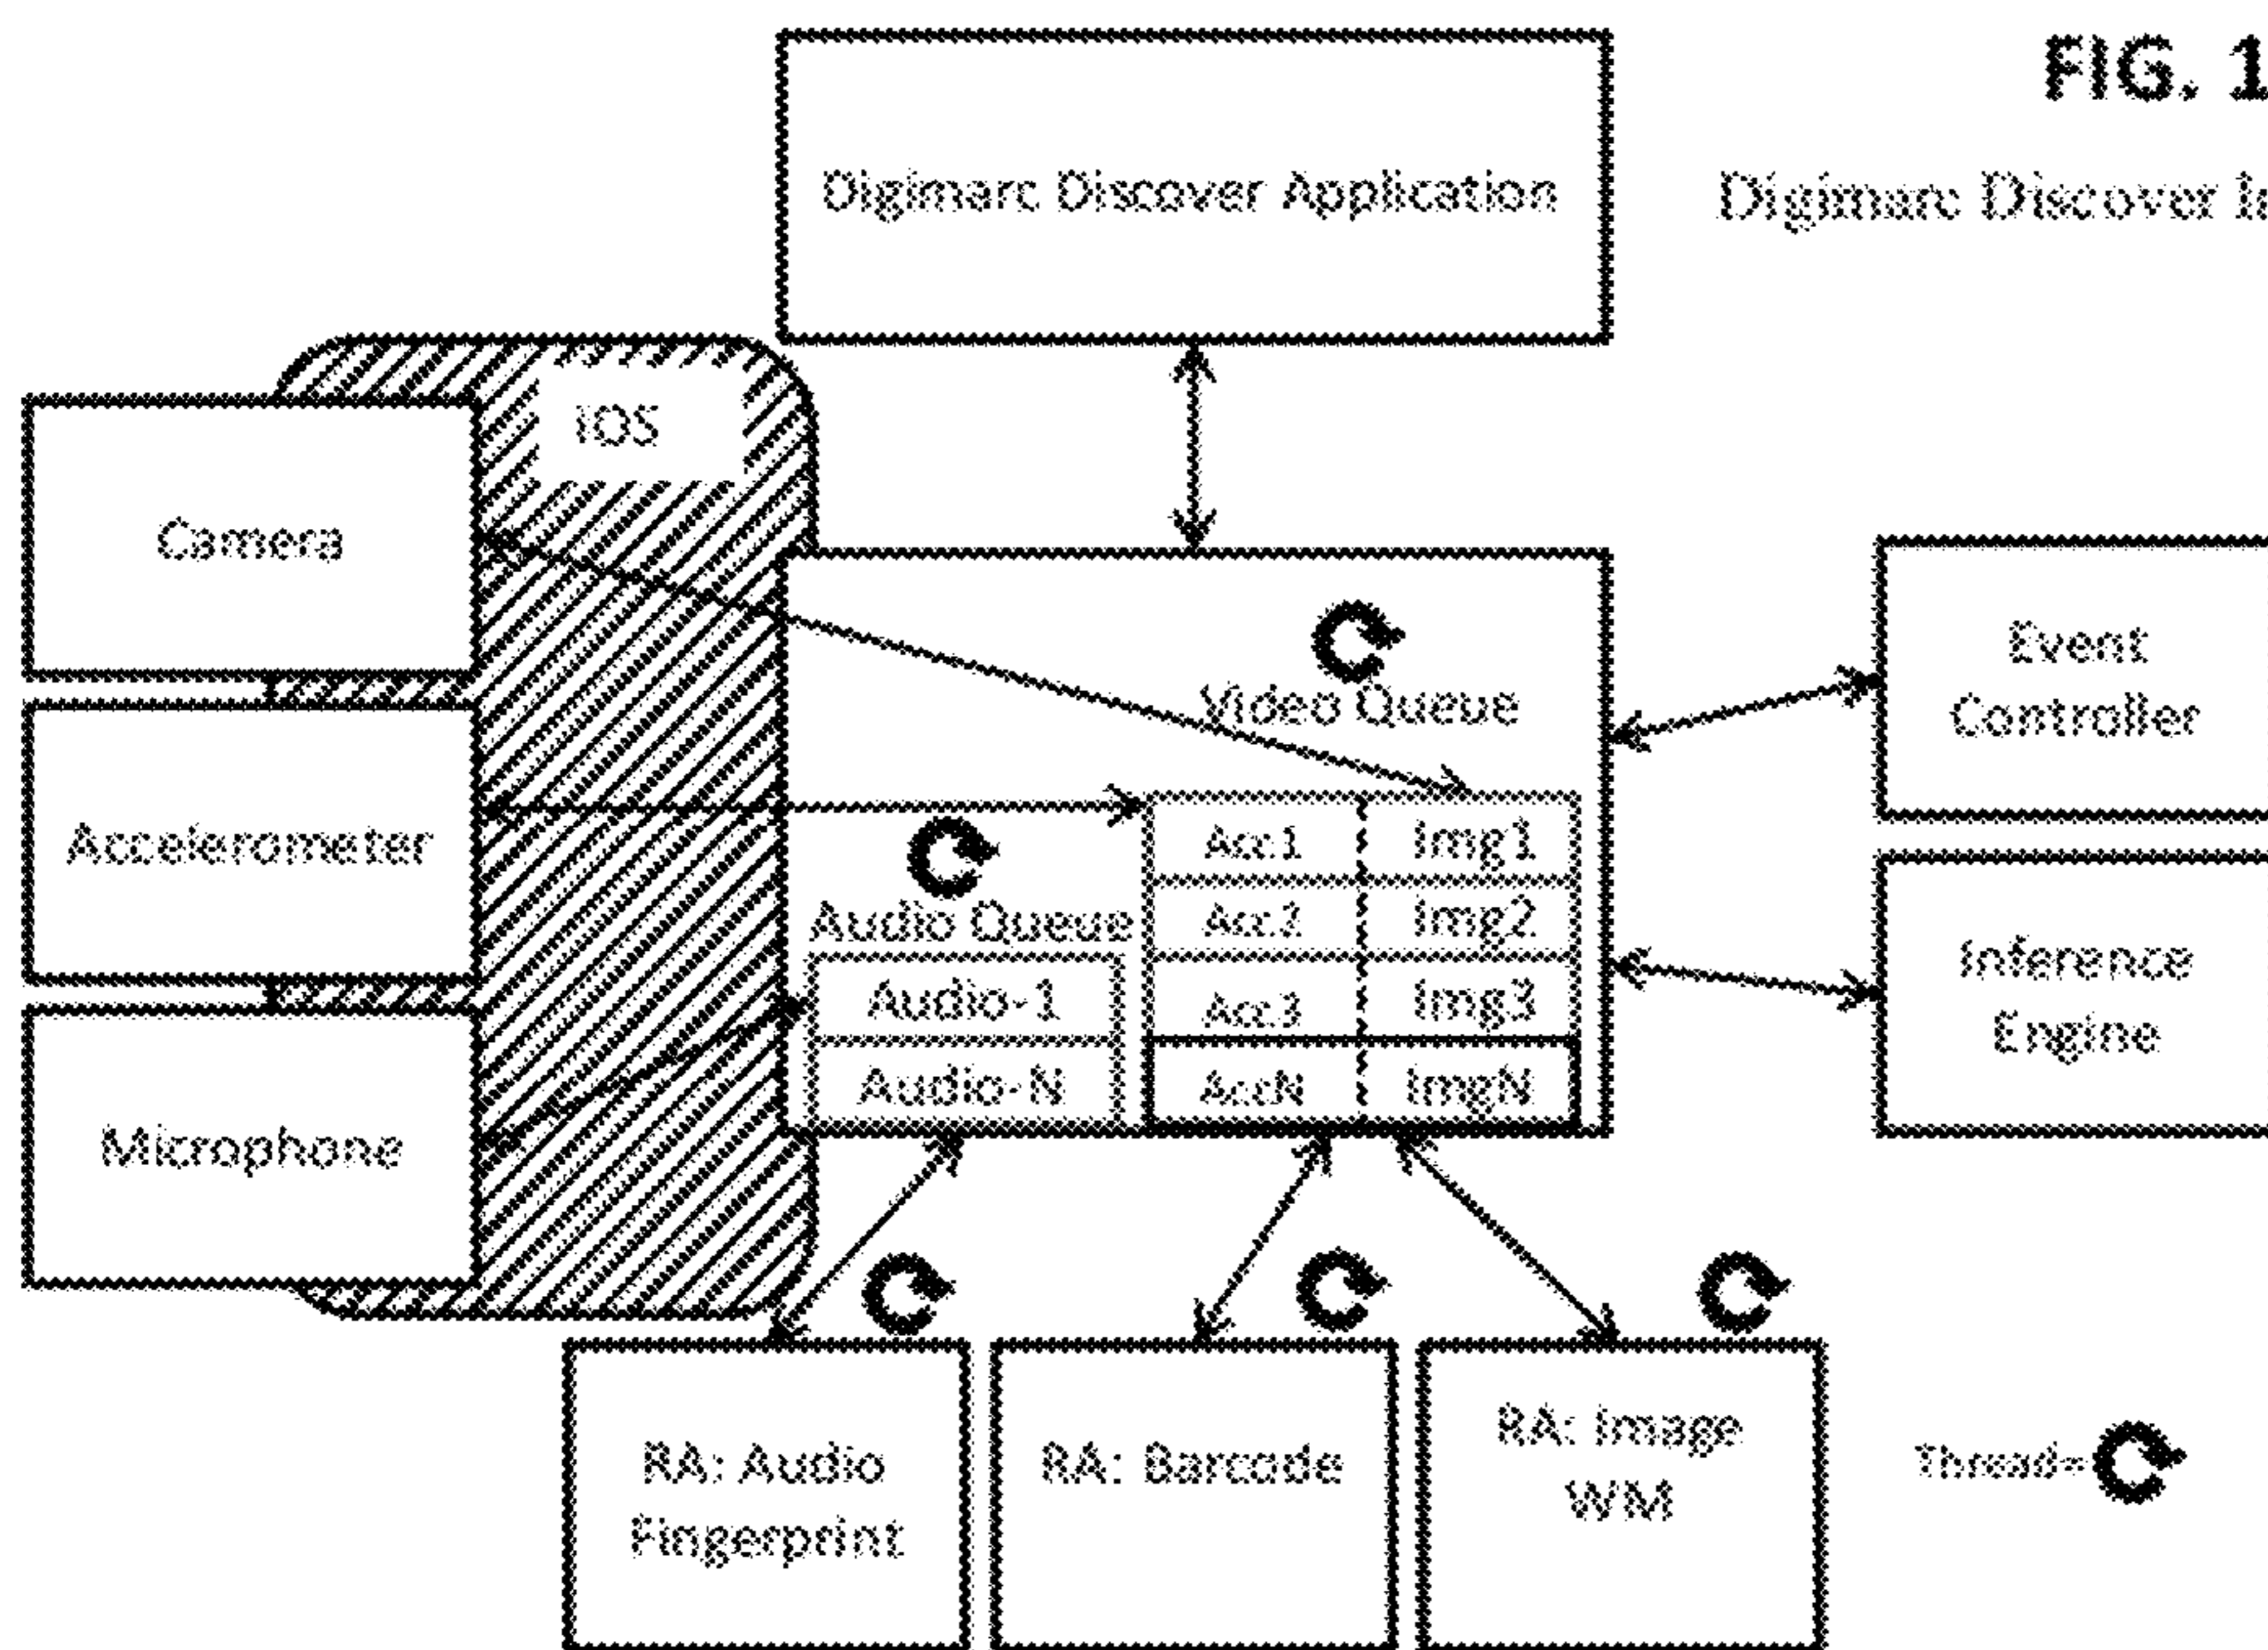 FIG. 1
Digimarc Discover Application
Digimarc Discover
IOS
Camera
Event
Controller
Video Queue
Accelerometer
Acc1 Img1
Audio Queue
Acc2 Img2
Inference
Engine
Audio-1
Acc3 Img3
Audio-N
AccN ImgN
Microphone
RA: Audio
Fingerprint
RA: Barcode
RA: Image
WM
Thread=